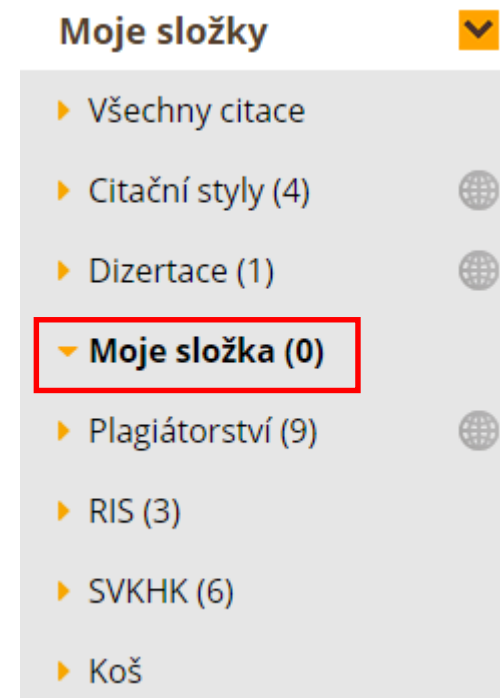 Moje složky
Všechny citace
Citační styly (4)
Dizertace (1)
Moje složka (0)
Plagiátorství (9)
RIS (3)
SVKHK (6)
Koš